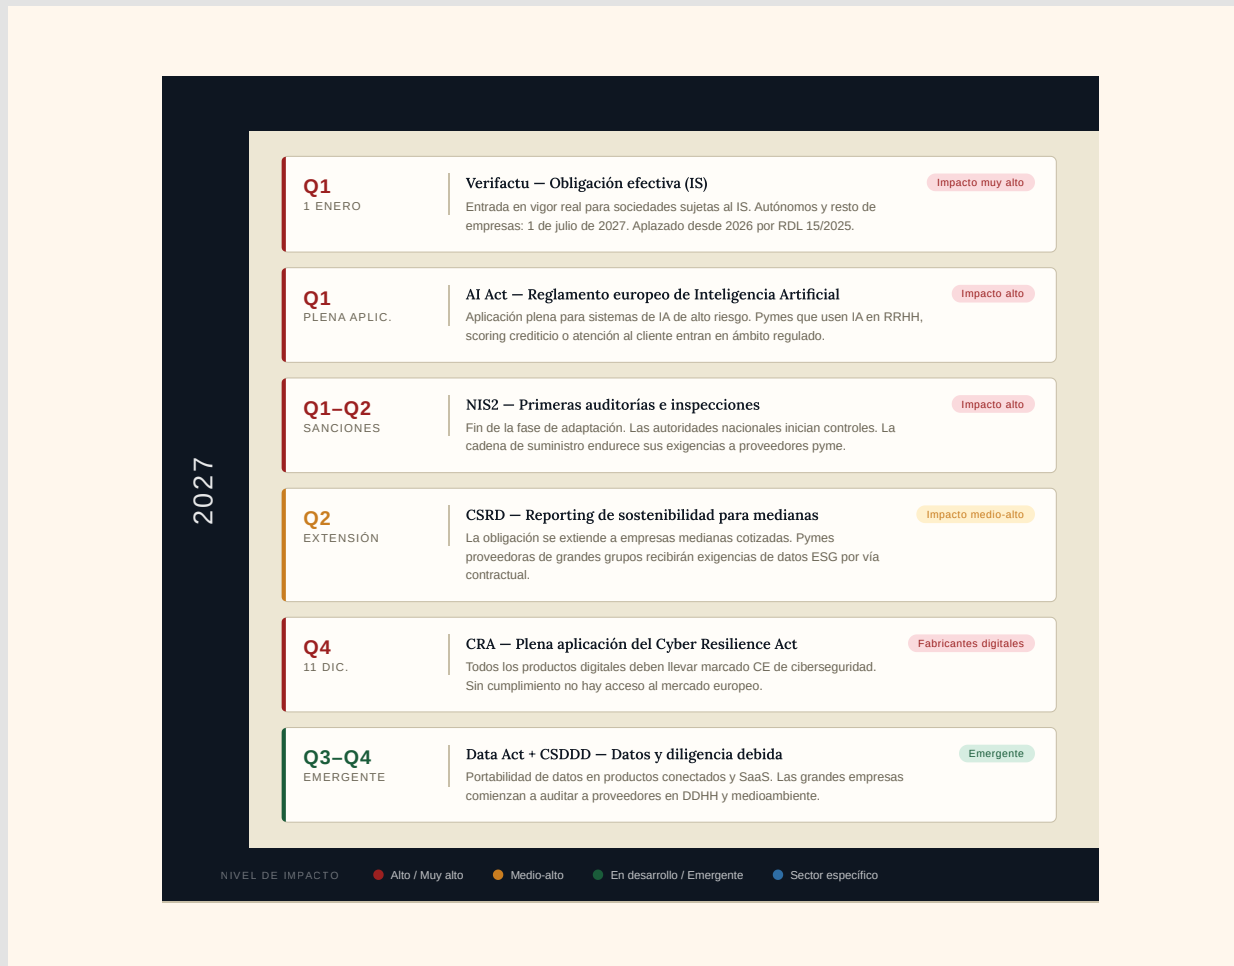 2027
Q1
1 ENERO
Verifactu — Obligación efectiva (IS)
Impacto muy alto
Entrada en vigor real para sociedades sujetas al IS. Autónomos y resto de
empresas: 1 de julio de 2027. Aplazado desde 2026 por RDL 15/2025.
Q1
PLENA APLIC.
AI Act — Reglamento europeo de Inteligencia Artificial
Impacto alto
Aplicación plena para sistemas de IA de alto riesgo. Pymes que usen IA en RRHH,
scoring crediticio o atención al cliente entran en ámbito regulado.
Q1–Q2
SANCIONES
NIS2 — Primeras auditorías e inspecciones
Impacto alto
Fin de la fase de adaptación. Las autoridades nacionales inician controles. La
cadena de suministro endurece sus exigencias a proveedores pyme.
Q2
EXTENSIÓN
CSRD — Reporting de sostenibilidad para medianas
Impacto medio-alto
La obligación se extiende a empresas medianas cotizadas. Pymes
proveedoras de grandes grupos recibirán exigencias de datos ESG por vía
contractual.
Q4
11 DIC.
CRA — Plena aplicación del Cyber Resilience Act
Fabricantes digitales
Todos los productos digitales deben llevar marcado CE de ciberseguridad.
Sin cumplimiento no hay acceso al mercado europeo.
Q3–Q4
EMERGENTE
Data Act + CSDDD — Datos y diligencia debida
Emergente
Portabilidad de datos en productos conectados y SaaS. Las grandes empresas
comienzan a auditar a proveedores en DDHH y medioambiente.
NIVEL DE IMPACTO
Alto / Muy alto
Medio-alto
En desarrollo / Emergente
Sector específico